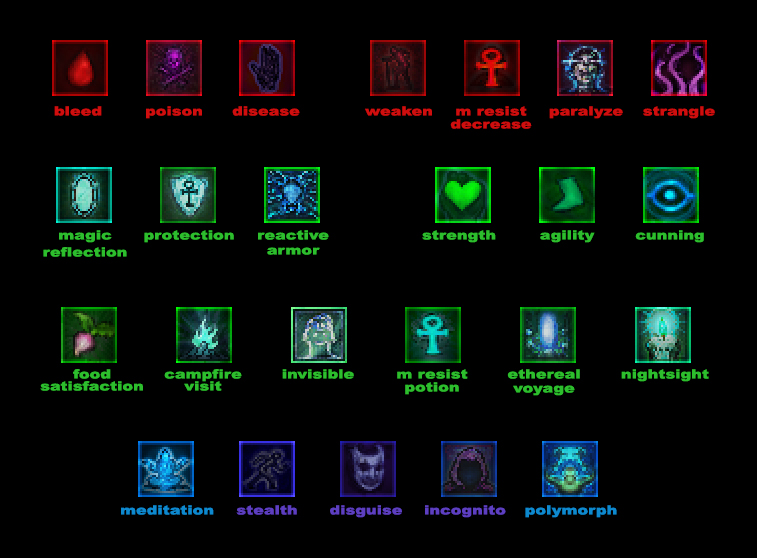 bleed poison disease weaken m resist decrease paralyze strangle
magic reflection protection reactive armor strength agility cunning
food satisfaction campfire visit invisible m resist potion ethereal voyage nightsight
meditation stealth disguise incognito polymorph